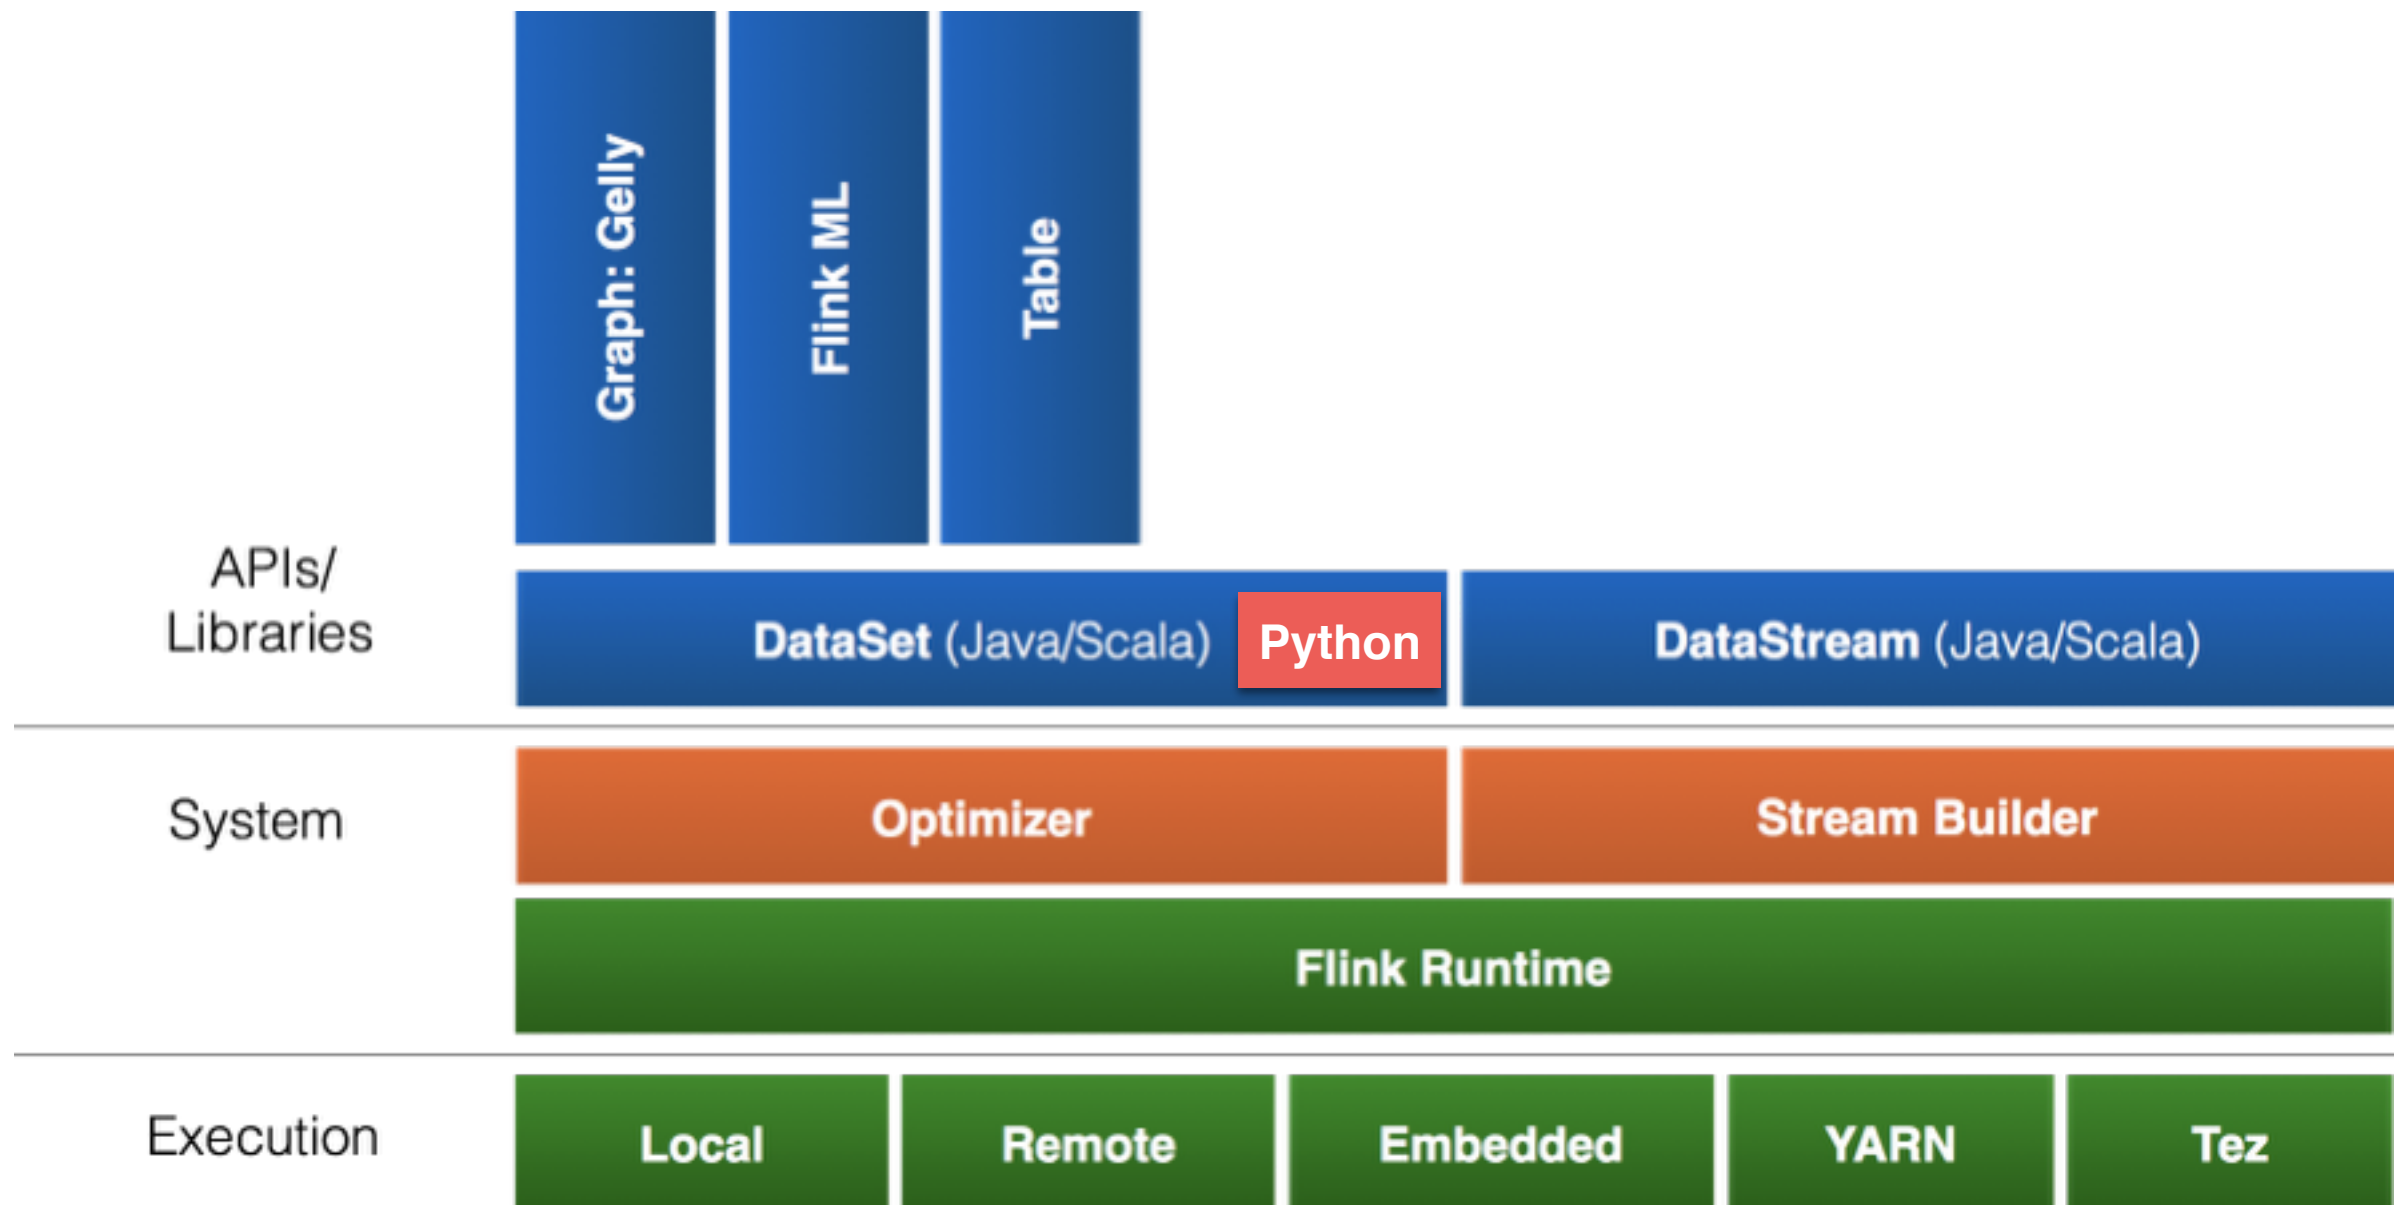 Graph: Gelly
Flink ML
Table
APIs/
Libraries
DataSet (Java/Scala)
Python
DataStream (Java/Scala)
System
Optimizer
Stream Builder
Flink Runtime
Execution
Local
Remote
Embedded
YARN
Tez